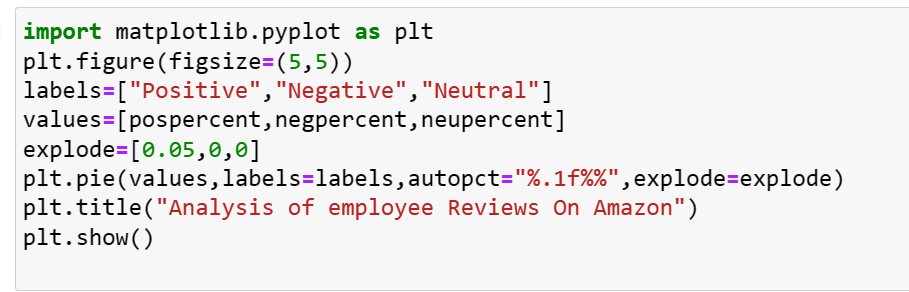 import matplotlib.pyplot as plt
plt.figure(figsize=(5,5))
labels=["Positive","Negative","Neutral"]
values=[pospercent,negpercent,neupercent]
explode=[0.05,0,0]
plt.pie(values,labels=labels,autopct="%.1f%%",explode=explode)
plt.title("Analysis of employee Reviews On Amazon")
plt.show()